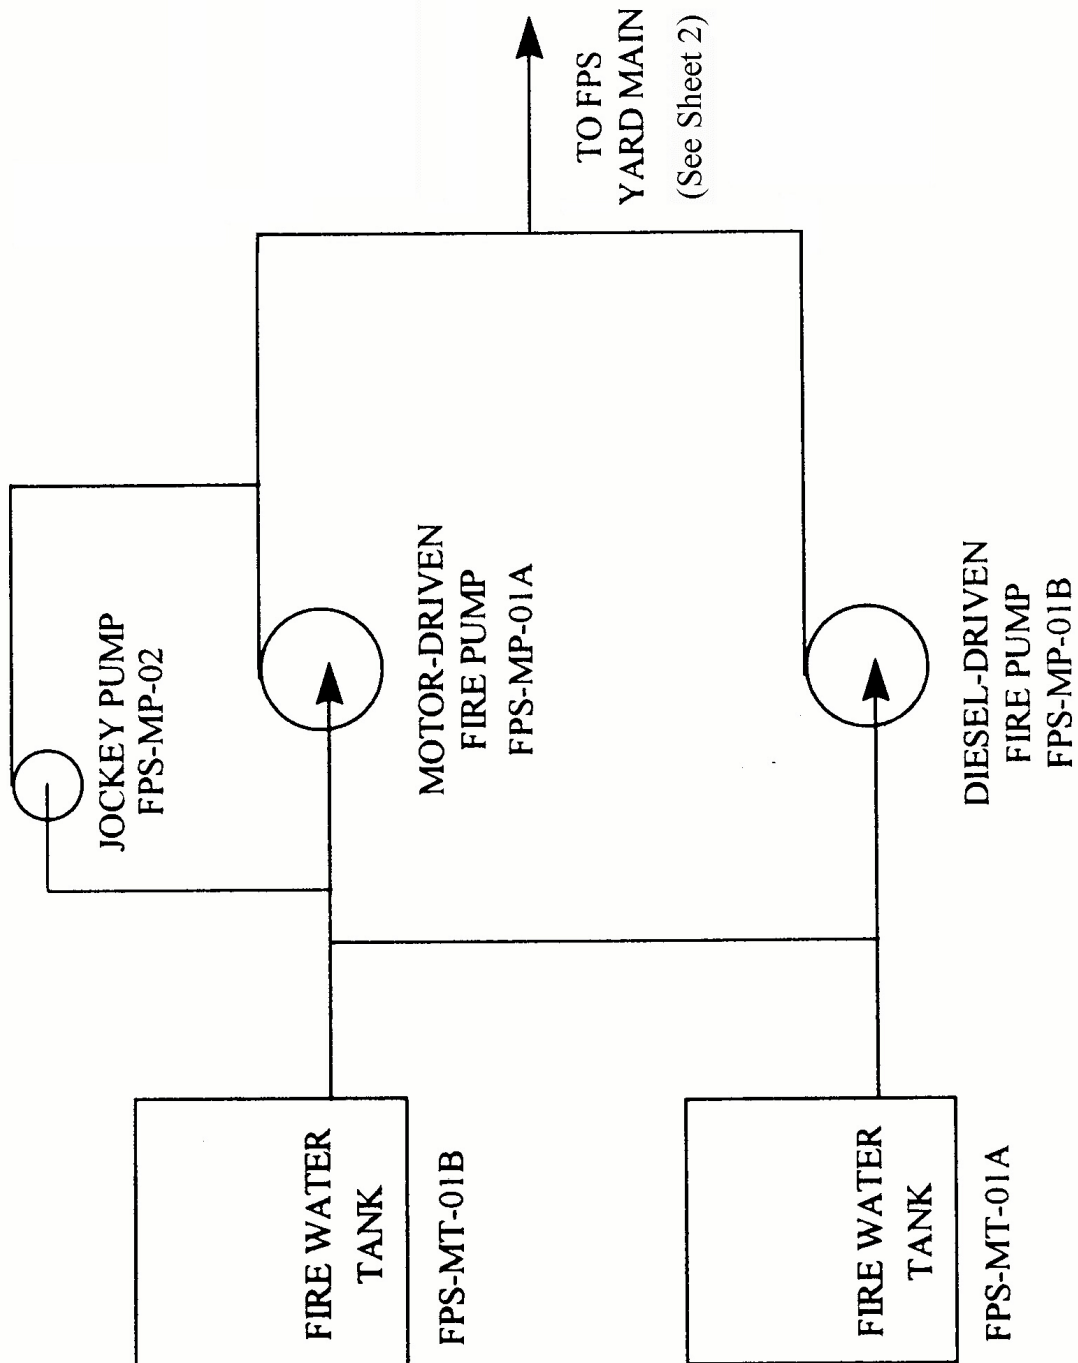 FIRE WATER
TANK
FPS-MT-01B
JOCKEY PUMP
FPS-MP-02
MOTOR-DRIVEN
FIRE PUMP
FPS-MP-01A
TO FPS
YARD MAIN
(See Sheet 2)
FIRE WATER
TANK
FPS-MT-01A
DIESEL-DRIVEN
FIRE PUMP
FPS-MP-01B